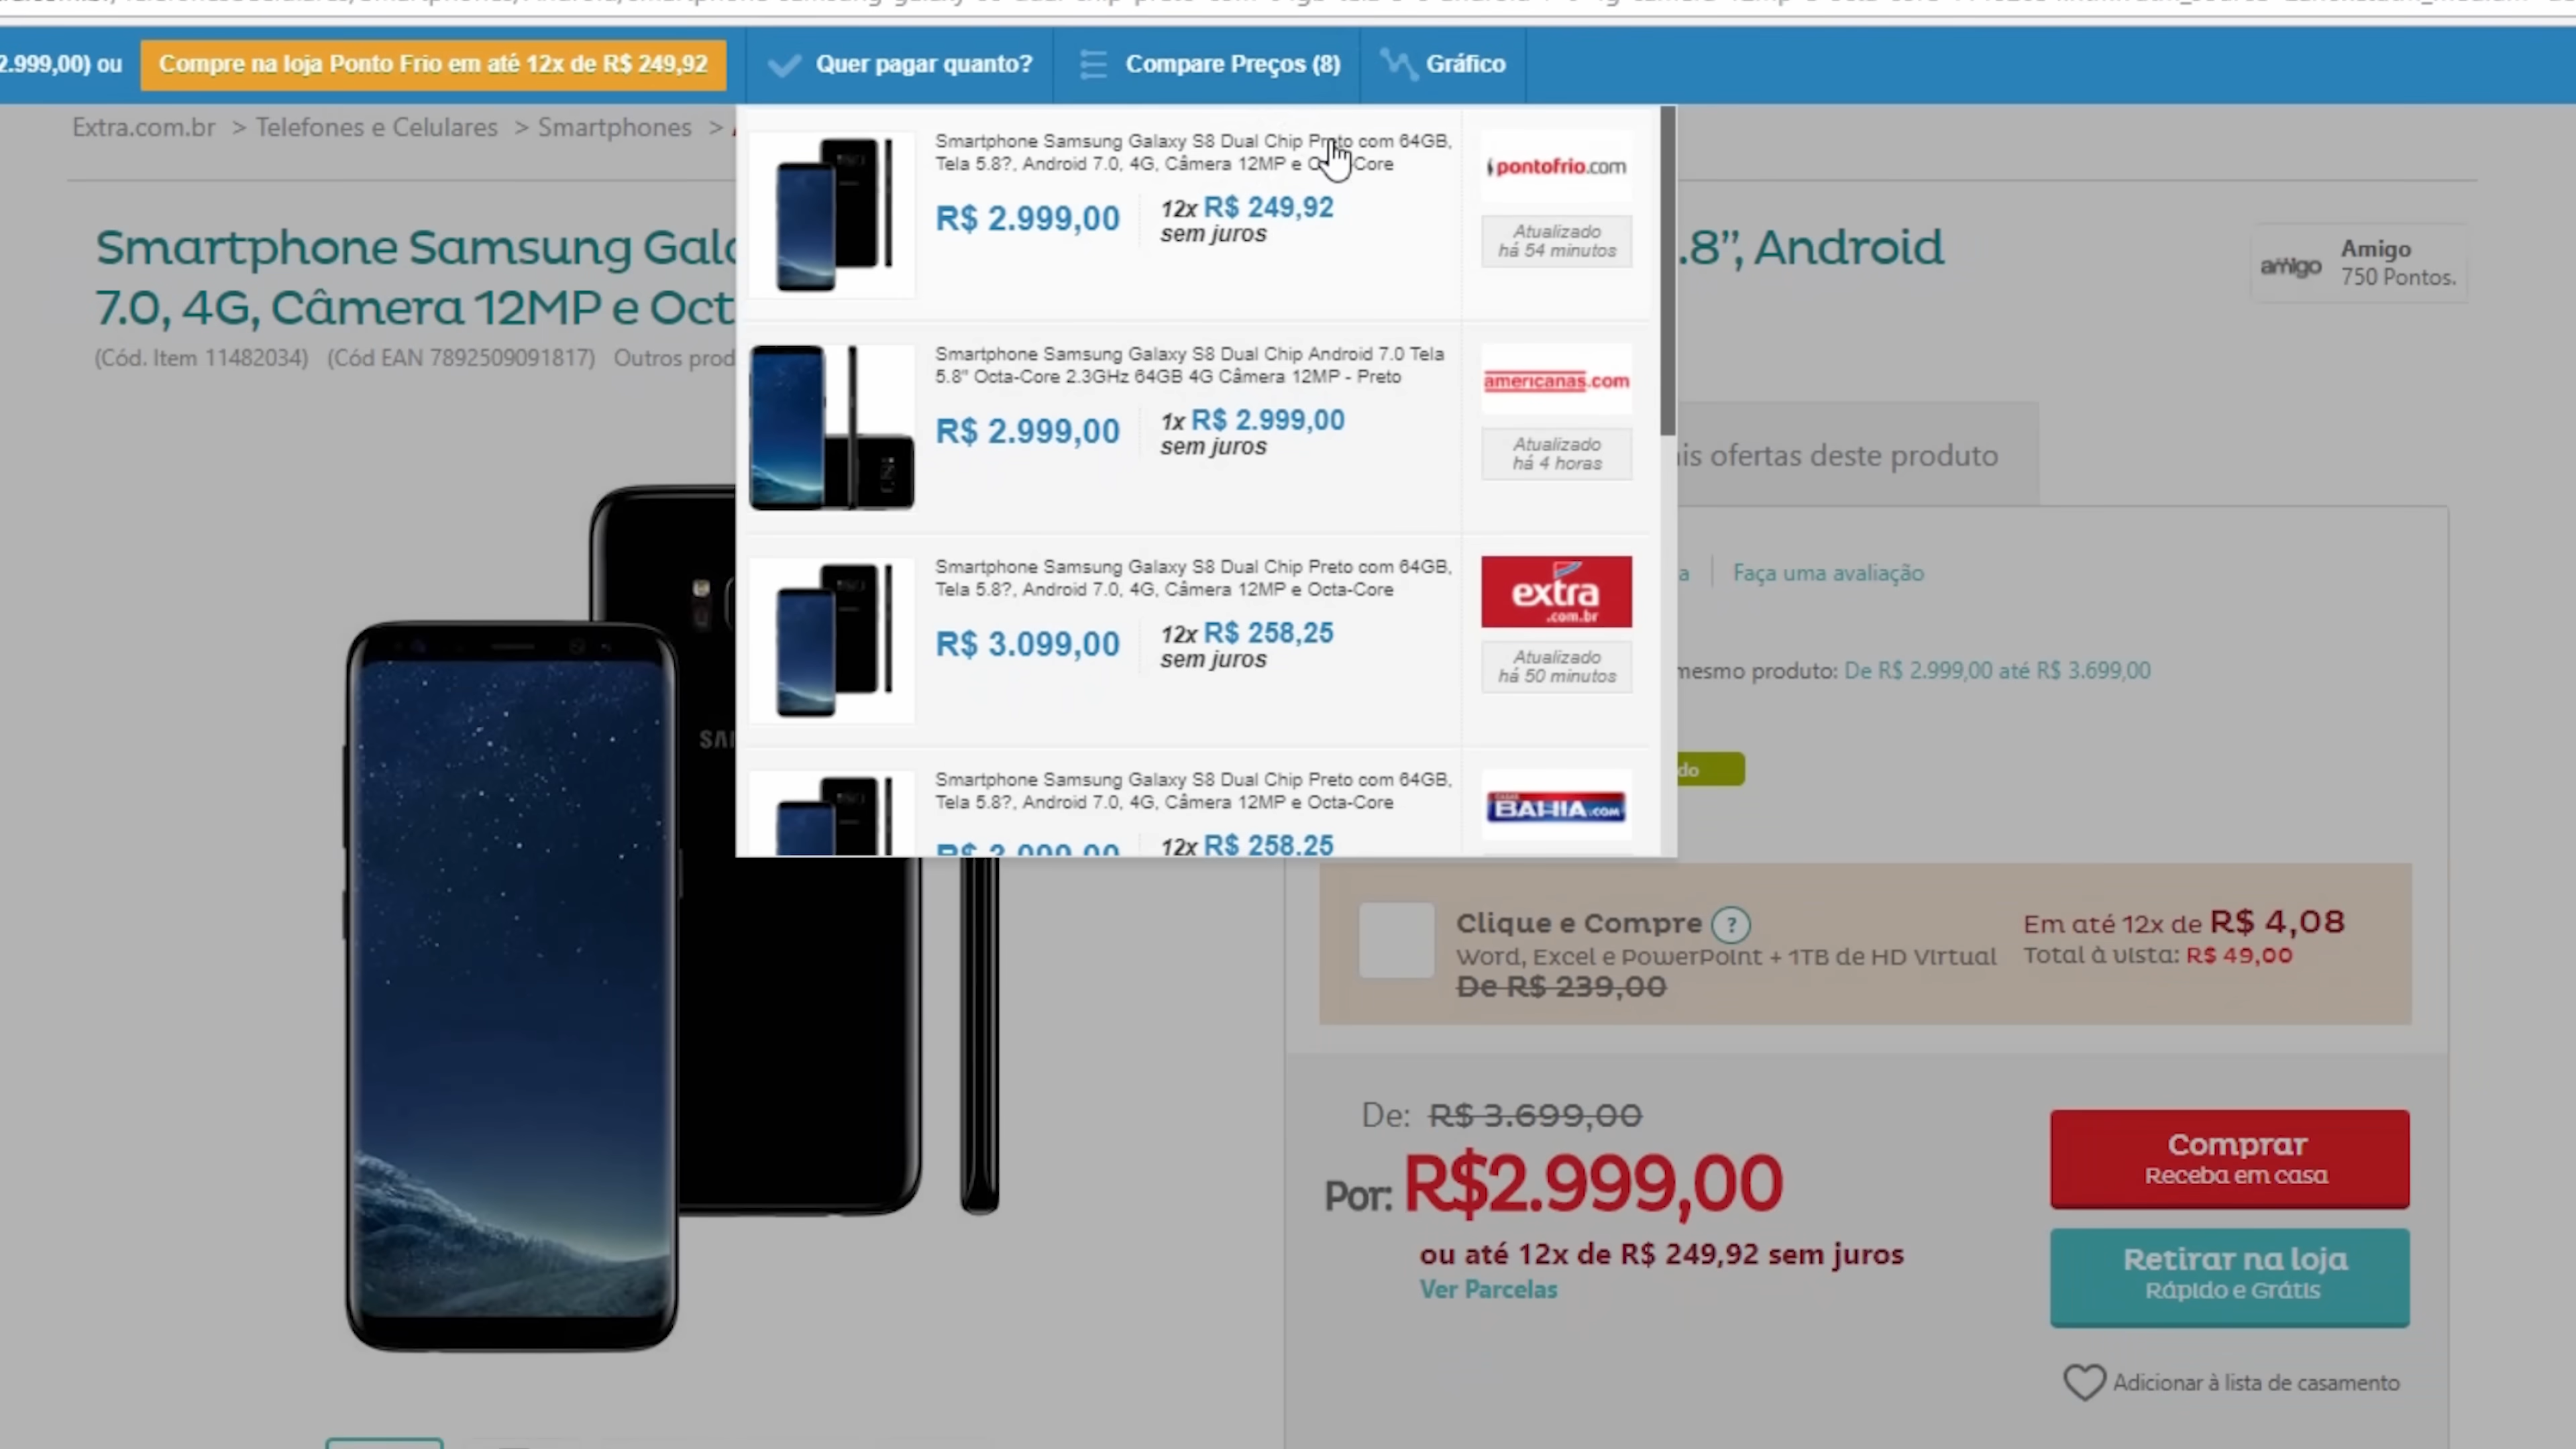 2.999,00) ou
Compre na loja Ponto Frio em até 12x de R$ 249,92
Quer pagar quanto?
Compare Preços (8)
Gráfico
Extra.com.br > Telefones e Celulares > Smartphones >
Smartphone Samsung Gal
.8”, Android
7.0, 4G, Câmera 12MP e Oct
(Cód. Item 11482034) (Cód EAN 7892509091817) Outros prod
amigo
Amigo
750 Pontos.
Smartphone Samsung Galaxy S8 Dual Chip Preto com 64GB,
Tela 5.8?, Android 7.0, 4G, Câmera 12MP e Core
R$ 2.999,00
12x R$ 249,92
sem juros
pontofrio.com
Atualizado
há 54 minutos
Smartphone Samsung Galaxy S8 Dual Chip Android 7.0 Tela
5.8" Octa-Core 2.3GHz 64GB 4G Câmera 12MP - Preto
R$ 2.999,00
1x R$ 2.999,00
sem juros
americanas.com
Atualizado
há 4 horas
Smartphone Samsung Galaxy S8 Dual Chip Preto com 64GB,
Tela 5.8?, Android 7.0, 4G, Câmera 12MP e Octa-Core
R$ 3.099,00
12x R$ 258,25
sem juros
extra
.com.br
Atualizado
há 50 minutos
Smartphone Samsung Galaxy S8 Dual Chip Preto com 64GB,
Tela 5.8?, Android 7.0, 4G, Câmera 12MP e Octa-Core
12x R$ 258,25
CASAS
BAHIA.COM
is ofertas deste produto
a
Faça uma avaliação
mesmo produto: De R$ 2.999,00 até R$ 3.699,00
do
SAM
Clique e Compre ?
Word, Excel e PowerPoint + 1TB de HD Virtual
De R$ 239,00
Em até 12x de R$ 4,08
Total à vista: R$ 49,00
De: R$ 3.699,00
Por: R$2.999,00
ou até 12x de R$ 249,92 sem juros
Ver Parcelas
Comprar
Receba em casa
Retirar na loja
Rápido e Grátis
Adicionar à lista de casamento